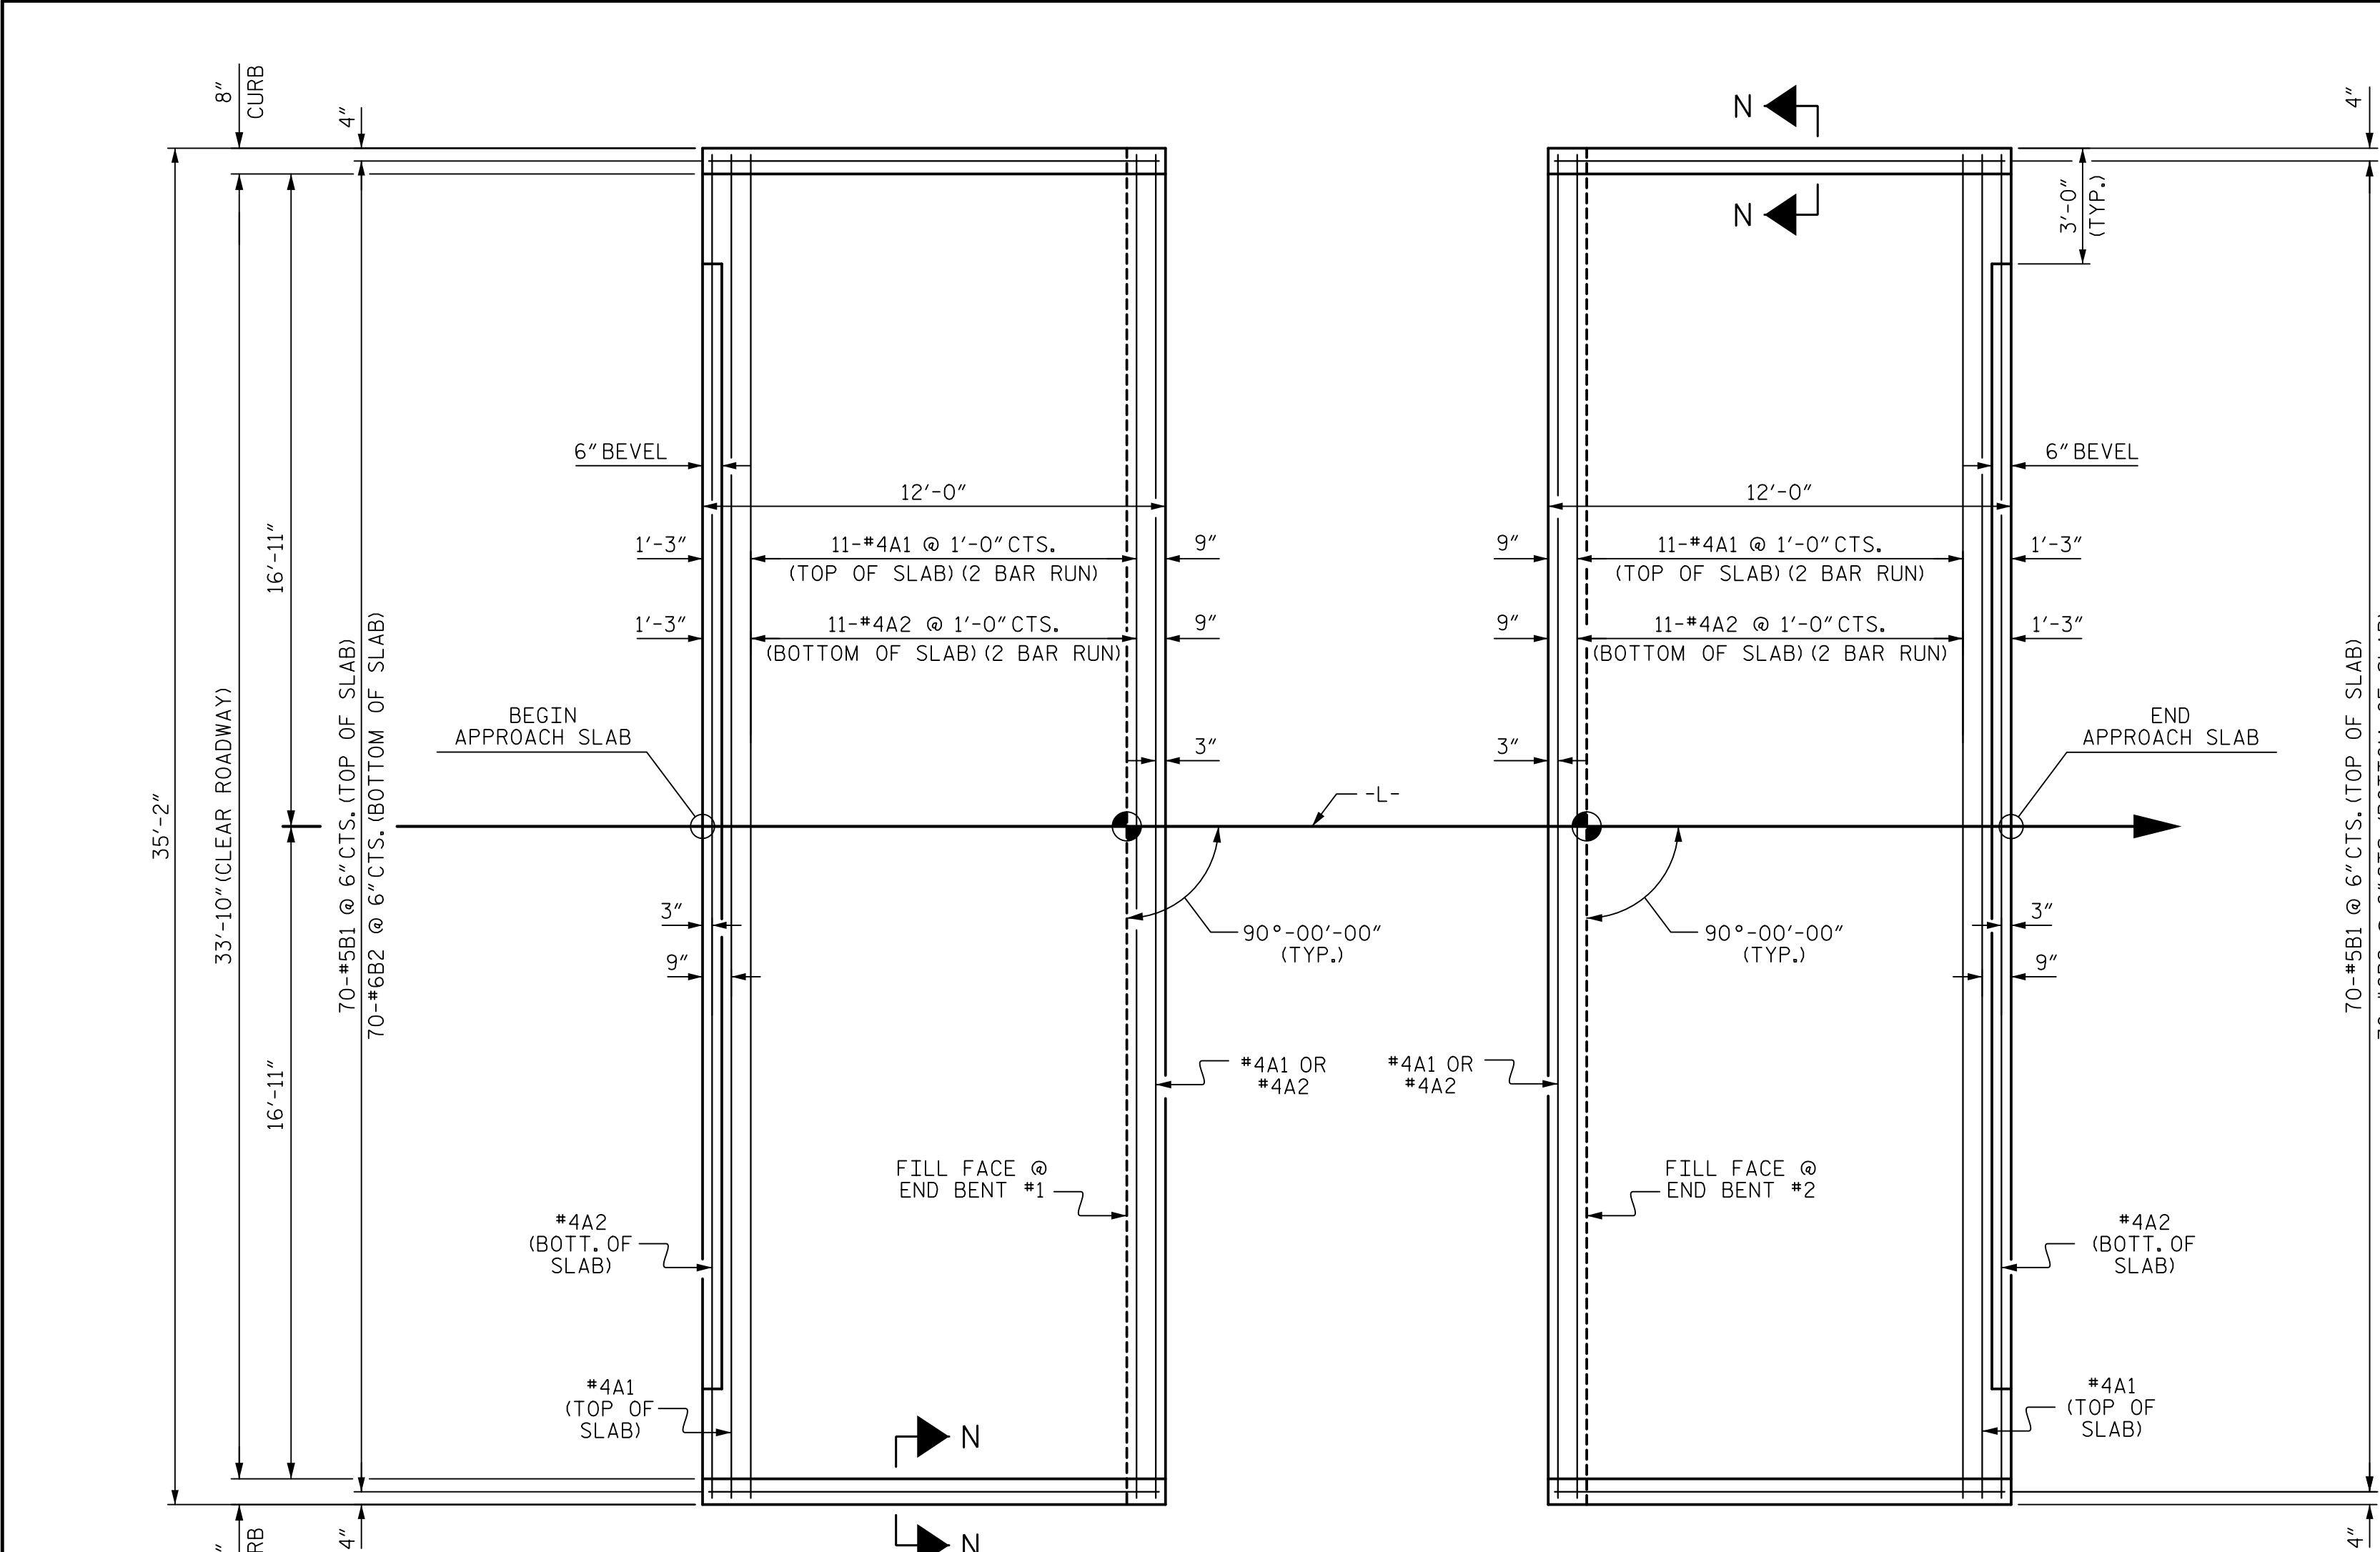 8"
CURB
4"
N
N
4"
3'-0"
(TYP.)
35'-2"
33'-10" (CLEAR ROADWAY)
16'-11"
16'-11"
70-#5B1 @ 6" CTS. (TOP OF SLAB)
70-#6B2 @ 6" CTS. (BOTTOM OF SLAB)
6" BEVEL
12'-0"
1'-3"
11-#4A1 @ 1'-0" CTS.
(TOP OF SLAB) (2 BAR RUN)
9"
1'-3"
11-#4A2 @ 1'-0" CTS.
(BOTTOM OF SLAB) (2 BAR RUN)
9"
BEGIN
APPROACH SLAB
3"
3"
9"
90°-00'-00"
(TYP.)
#4A1 OR
#4A2
FILL FACE @
END BENT #1
#4A2
(BOTT. OF
SLAB)
#4A1
(TOP OF
SLAB)
N
N
-L-
6" BEVEL
12'-0"
9"
11-#4A1 @ 1'-0" CTS.
(TOP OF SLAB) (2 BAR RUN)
1'-3"
9"
11-#4A2 @ 1'-0" CTS.
(BOTTOM OF SLAB) (2 BAR RUN)
1'-3"
3"
END
APPROACH SLAB
3"
9"
90°-00'-00"
(TYP.)
#4A1 OR
#4A2
FILL FACE @
END BENT #2
#4A2
(BOTT. OF
SLAB)
#4A1
(TOP OF
SLAB)
70-#5B1 @ 6" CTS. (TOP OF SLAB)
4"
4"